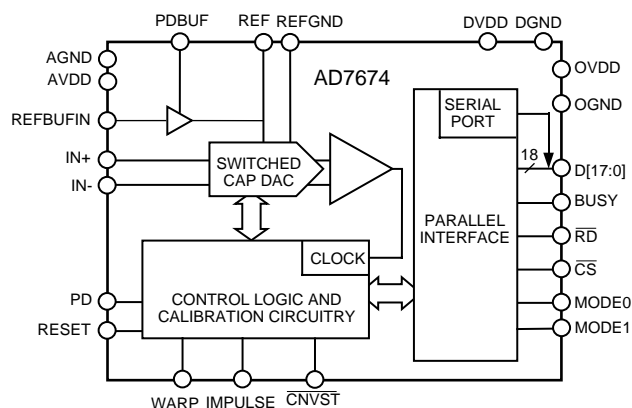 PDBUF
REF
REFGND
DVDD
DGND
AGND
AVDD
AD7674
OVDD
OGND
REFBUFIN
SERIAL
PORT
IN+
IN-
SWITCHED
CAP DAC
18
D[17:0]
BUSY
PARALLEL
INTERFACE
RD
CS
CLOCK
CONTROL LOGIC AND
CALIBRATION CIRCUITRY
PD
RESET
MODE0
MODE1
WARP
IMPULSE
CNVST